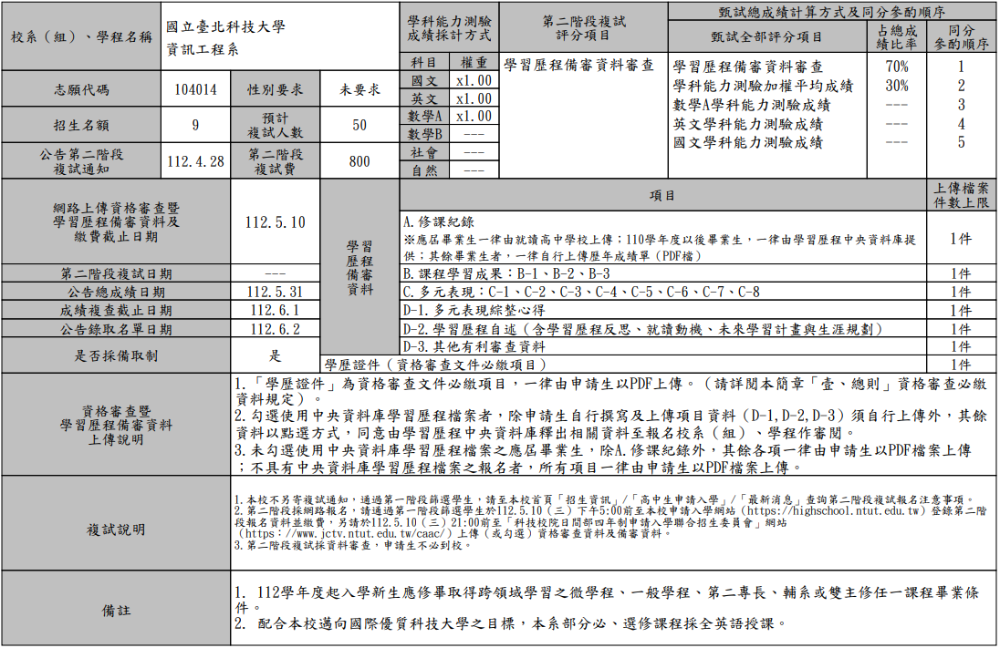 校系（組）、學程名稱
國立臺北科技大學
資訊工程系
學科能力測驗
成績採計方式
第二階段複試
評分項目
甄試總成績計算方式及同分參酌順序
甄試全部評分項目
占總成
績比率
同分
參酌順序
科目 權重
國文 x1.00
英文 x1.00
數學A x1.00
數學B ---
社會 ---
自然 ---
學習歷程備審資料審查
學習歷程備審資料審查 70% 1
學科能力測驗加權平均成績 30% 2
數學A學科能力測驗成績 --- 3
英文學科能力測驗成績 --- 4
國文學科能力測驗成績 --- 5
志願代碼 104014 性別要求 未要求
招生名額 9 預計
複試人數 50
公告第二階段
複試通知 112.4.28 第二階段
複試費 800
網路上傳資格審查暨
學習歷程備審資料及
繳費截止日期
112.5.10
第二階段複試日期 ---
公告總成績日期 112.5.31
成績複查截止日期 112.6.1
公告錄取名單日期 112.6.2
是否採備取制 是
學習
歷程
備審
資料
項目
上傳檔案
件數上限
A.修課紀錄
※應屆畢業生一律由就讀高中學校上傳；110學年度以後畢業生，一律由學習歷程中央資料庫提
供；其餘畢業生者，一律自行上傳歷年成績單（PDF檔）
1件
B.課程學習成果：B-1、B-2、B-3 1件
C.多元表現：C-1、C-2、C-3、C-4、C-5、C-6、C-7、C-8 1件
D-1.多元表現綜整心得 1件
D-2.學習歷程自述（含學習歷程反思、就讀動機、未來學習計畫與生涯規劃） 1件
D-3.其他有利審查資料 1件
學歷證件（資格審查文件必繳項目） 1件
資格審查暨
學習歷程備審資料
上傳說明
1.「學歷證件」為資格審查文件必繳項目，一律由申請生以PDF上傳。（請詳閱本簡章「壹、總則」資格審查必繳
資料規定）。
2.勾選使用中央資料庫學習歷程檔案者，除申請生自行撰寫及上傳項目資料（D-1,D-2,D-3）須自行上傳外，其餘
資料以點選方式，同意由學習歷程中央資料庫釋出相關資料至報名校系（組）、學程作審閱。
3.未勾選使用中央資料庫學習歷程檔案之應屆畢業生，除A.修課紀錄外，其餘各項一律由申請生以PDF檔案上傳
；不具有中央資料庫學習歷程檔案之報名者，所有項目一律由申請生以PDF檔案上傳。
複試說明
1.本校不另寄複試通知，通過第一階段篩選學生，請至本校首頁「招生資訊」/「高中生申請入學」/「最新消息」查詢第二階段複試報名注意事項。
2.第二階段採網路報名，請通過第一階段篩選學生於112.5.10（三）下午5:00前至本校申請入學網站（https://highschool.ntut.edu.tw）登錄第二階
段報名資料並繳費，另請於112.5.10（三）21:00前至「科技校院日間部四年制申請入學聯合招生委員會」網站
（https：//www.jctv.ntut.edu.tw/caac/）上傳（或勾選）資格審查資料及備審資料。
3.第二階段複試採資料審查，申請生不必到校。
備註
1. 112學年度起入學新生應修畢取得跨領域學習之微學程、一般學程、第二專長、輔系或雙主修任一課程畢業條
件。
2. 配合本校邁向國際優質科技大學之目標，本系部分必、選修課程採全英語授課。